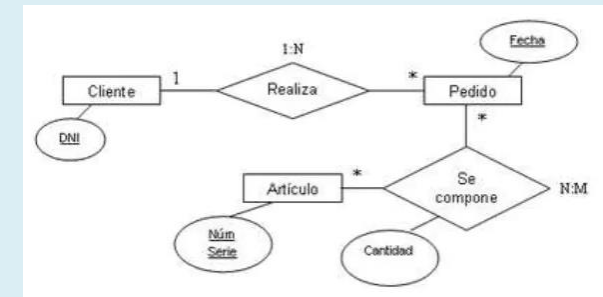 Fecha
1:N
Cliente
1
Realiza
*
Pedido
*
DNI
Artículo
*
Se
compone
N:M
Núm
Serie
Cantidad